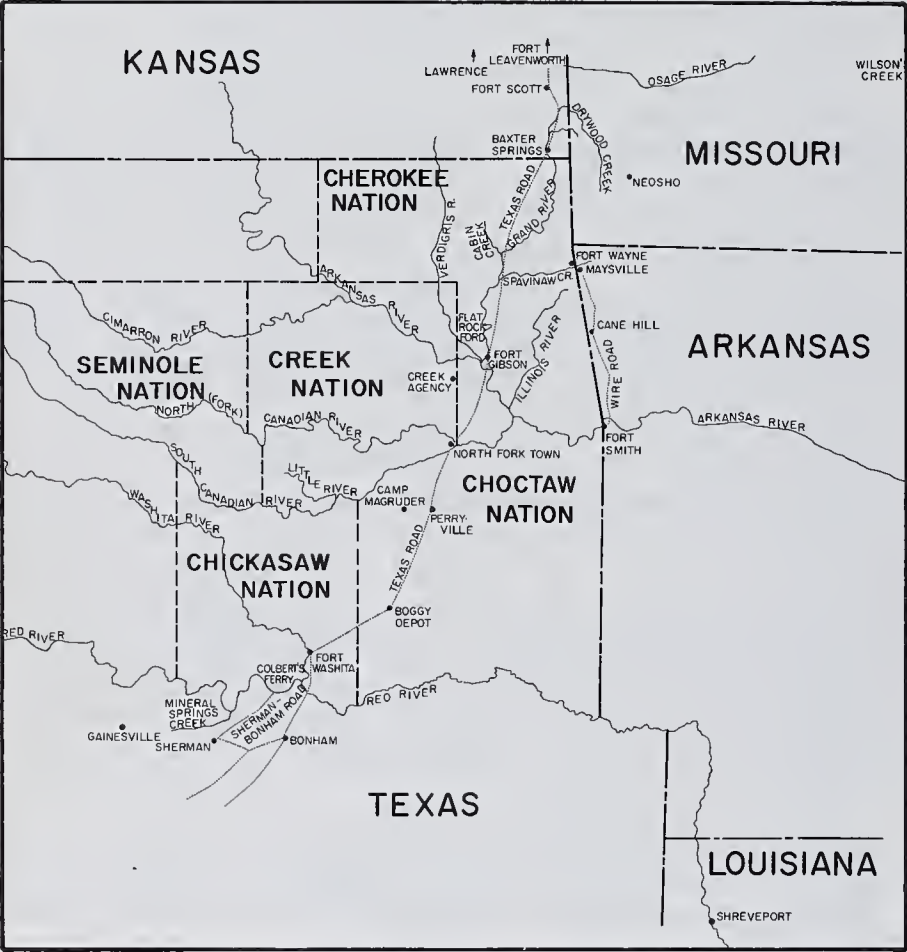 KANSAS
LAWRENCE
FORT
LEAVENWORTH
FORT SCOTT
OSAGE RIVER
WILSON'S
CREEK
DRYWOOD CREEK
BAXTER
SPRINGS
MISSOURI
NEOSHO
CHEROKEE
NATION
VERDIGRIS R.
TEXAS ROAD
GRAND RIVER
CABIN
CREEK
FORT WAYNE
MAYSVILLE
SPAVINAW CR.
ARKANSAS RIVER
CIMARRON RIVER
FLAT
ROCK
FORD
ILLINOIS RIVER
CANE HILL
WIRE ROAD
ARKANSAS
SEMINOLE
NATION
CREEK
NATION
CREEK
AGENCY
FORT
GIBSON
NORTH (FORK)
CANADIAN RIVER
ARKANSAS RIVER
FORT
SMITH
NORTH FORK TOWN
SOUTH
CANADIAN RIVER
LITTLE RIVER
CAMP
MAGRUDER
CHOCTAW
NATION
PERRY-
VILLE
WASHITA RIVER
CHICKASAW
NATION
TEXAS ROAD
BOGGY
DEPOT
RED RIVER
FORT
WASHITA
COLBERT'S
FERRY
RED RIVER
MINERAL
SPRINGS
CREEK
SHERMAN-
BONHAM ROAD
GAINESVILLE
SHERMAN
BONHAM
TEXAS
LOUISIANA
SHREVEPORT